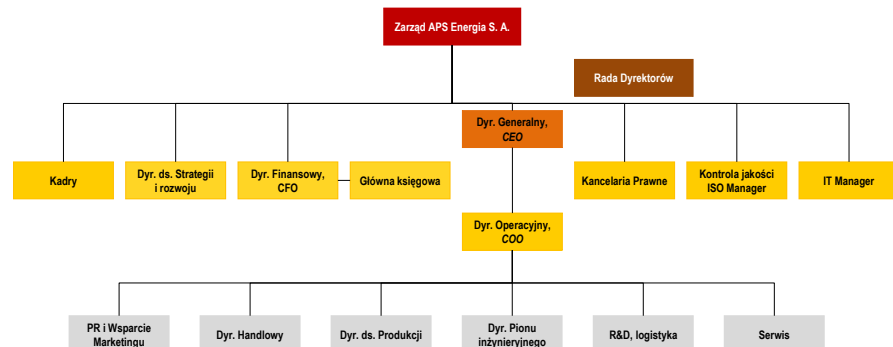 Zarząd APS Energia S. A.
Rada Dyrektorów
Dyr. Generalny,
CEO
Kadry
Dyr. ds. Strategii
i rozwoju
Dyr. Finansowy,
CFO
Główna księgowa
Kancelaria Prawne
Kontrola jakości
ISO Manager
IT Manager
Dyr. Operacyjny,
COO
PR i Wsparcie
Marketingu
Dyr. Handlowy
Dyr. ds. Produkcji
Dyr. Pionu
inżynieryjnego
R&D, logistyka
Serwis